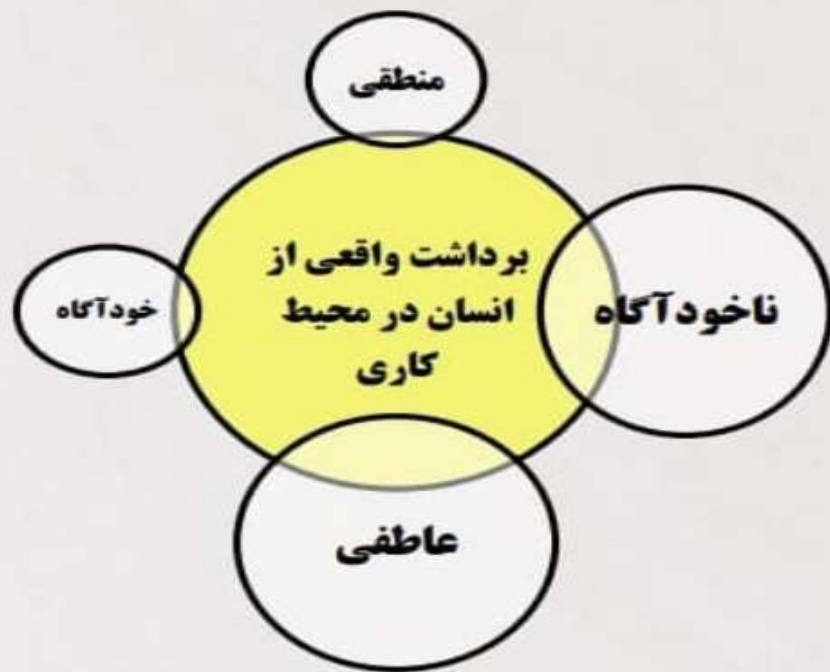 منطقی
برداشت واقعی از
انسان در محیط
کاری
ناخودآگاه
خودآگاه
عاطفی